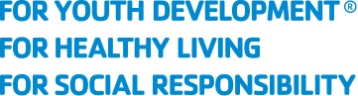 FOR YOUTH DEVELOPMENT®
FOR HEALTHY LIVING
FOR SOCIAL RESPONSIBILITY